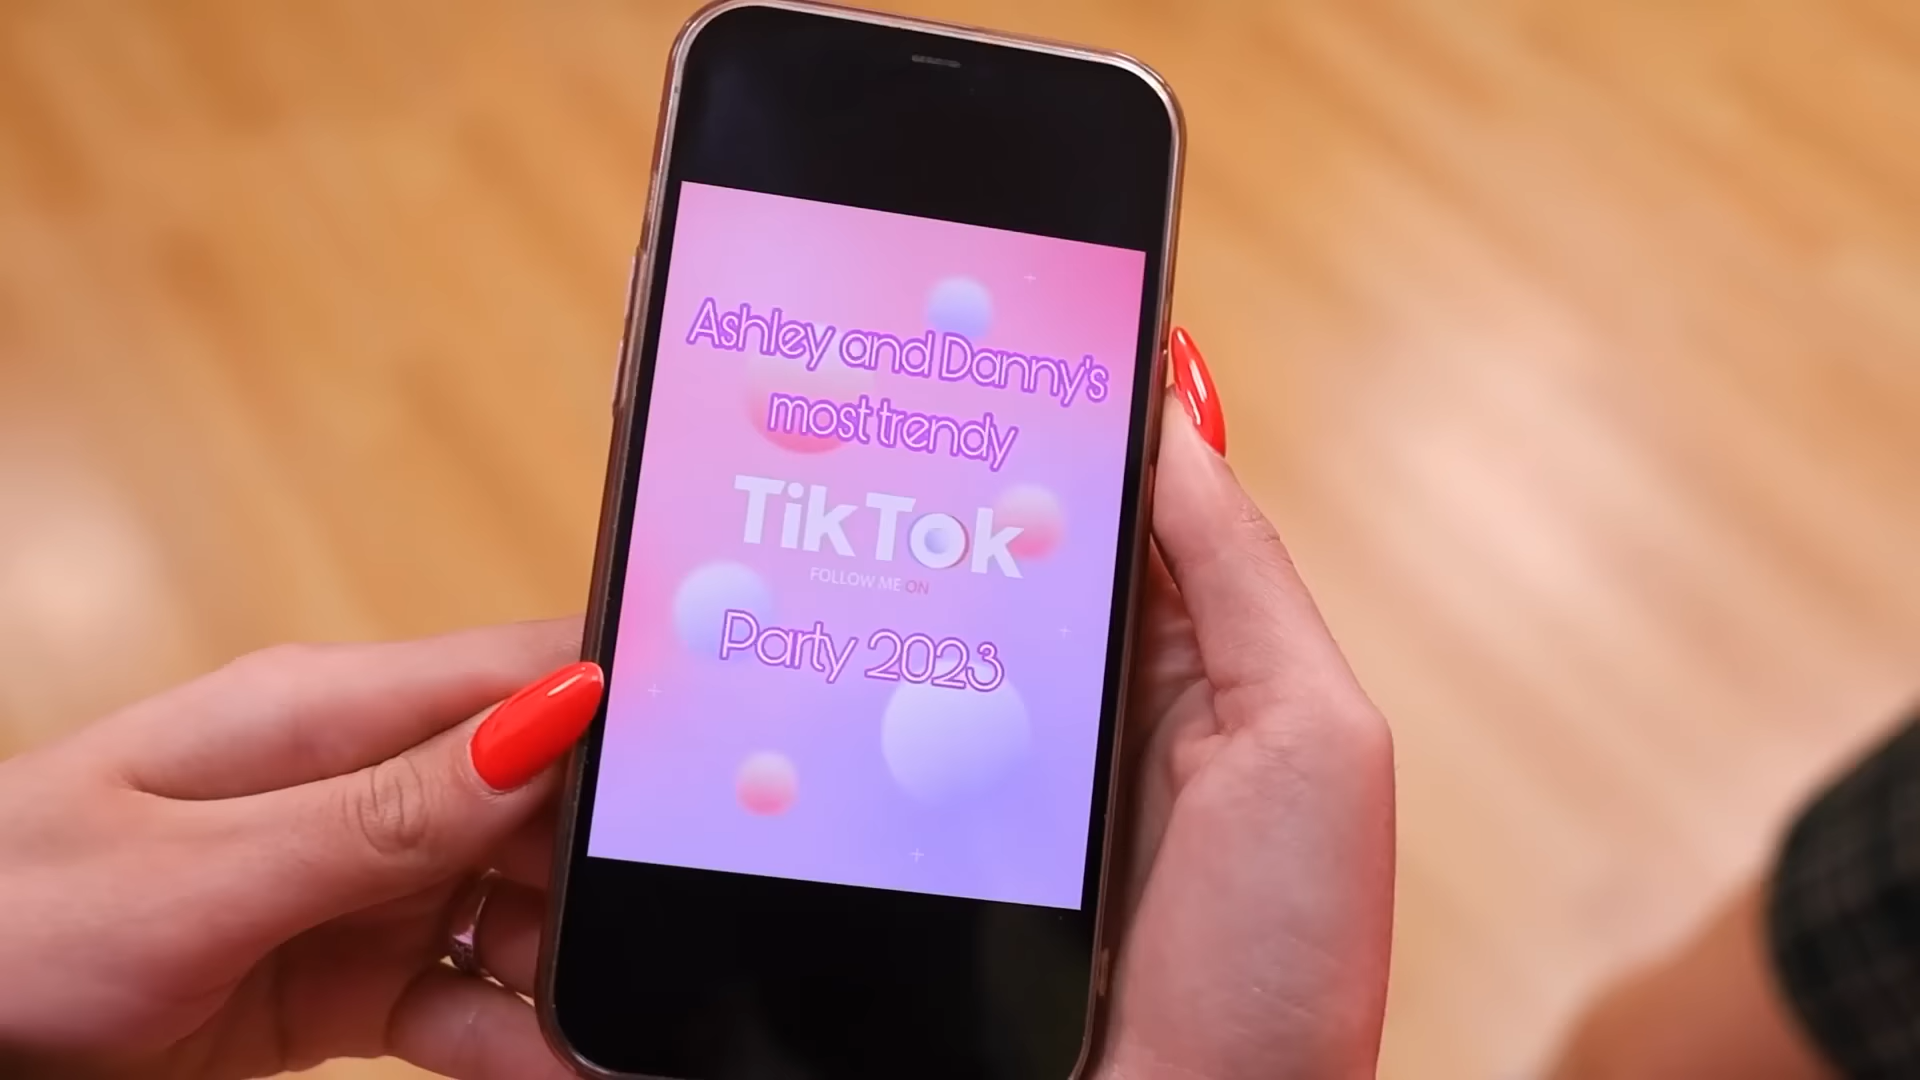 Ashley and Danny's
most trendy
TikTok
FOLLOW ME ON
Party 2023